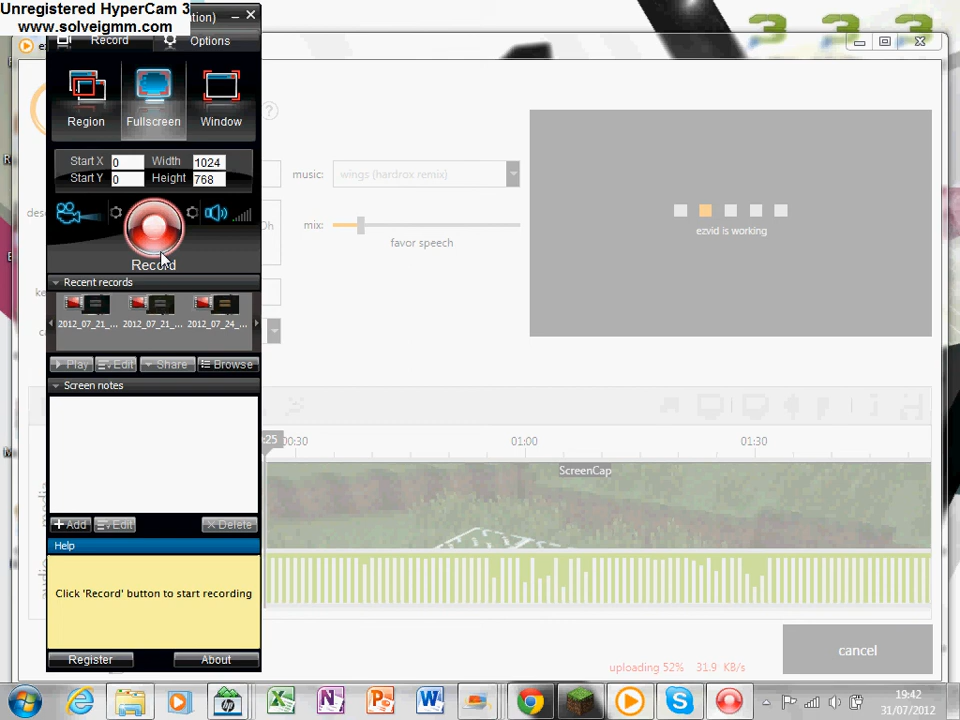 Unregistered HyperCam 3
www.solveigmm.com
Record
Options
Region
Fullscreen
Window
Start X
0
Width
1024
Start Y
0
Height
768
Record
Recent records
2012_07_21_...
2012_07_21_...
2012_07_24_...
Play
Edit
Share
Browse
Screen notes
Add
Edit
Delete
Help
Click 'Record' button to start recording
Register
About
music:
wings (hardrox remix)
mix:
favor speech
ezvid is working
00:30
01:00
01:30
ScreenCap
cancel
uploading 52% 31.9 KB/s
19:42
31/07/2012